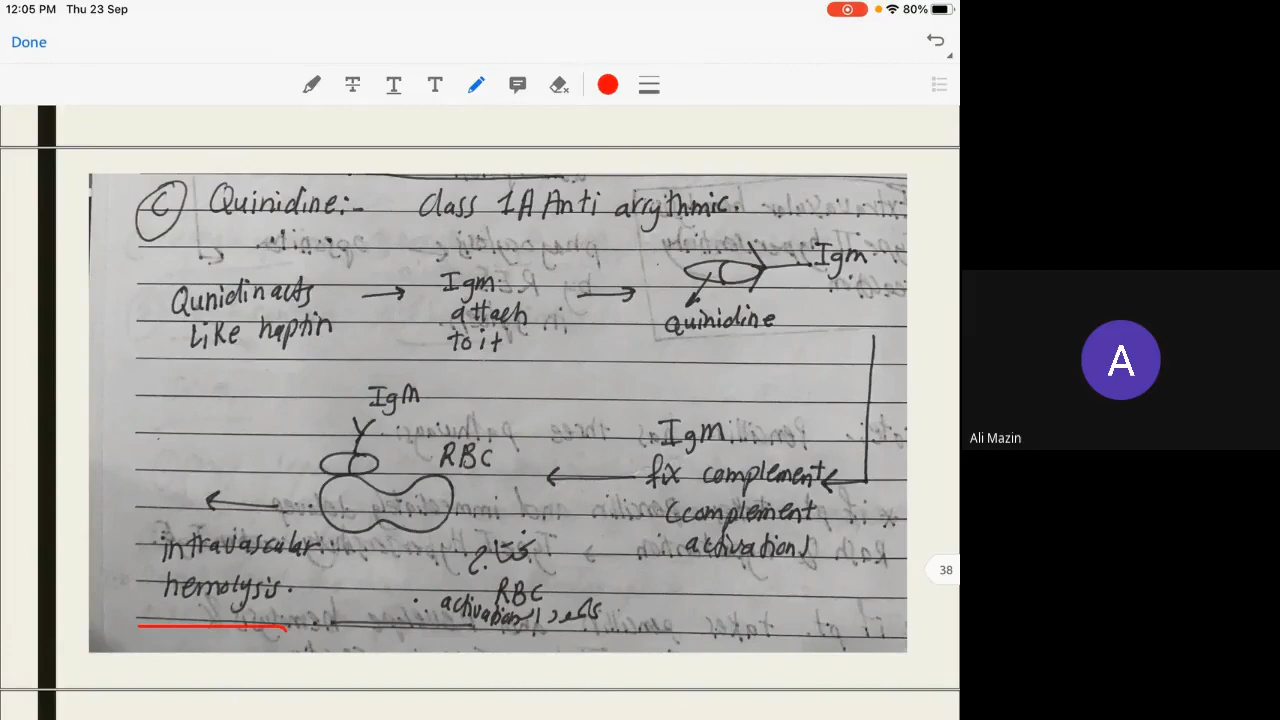 12:05 PM Thu 23 Sep
80%
Done
T T T
C Quinidine:- Class 1A Anti arrythmic.
IgM
Qunidin acts
like haptin
IgM
attach
to it
Quinidine
IgM
RBC
IgM
fix complement
(complement
activation)
intravascular
hemolysis.
RBC
activation
38
A
Ali Mazin